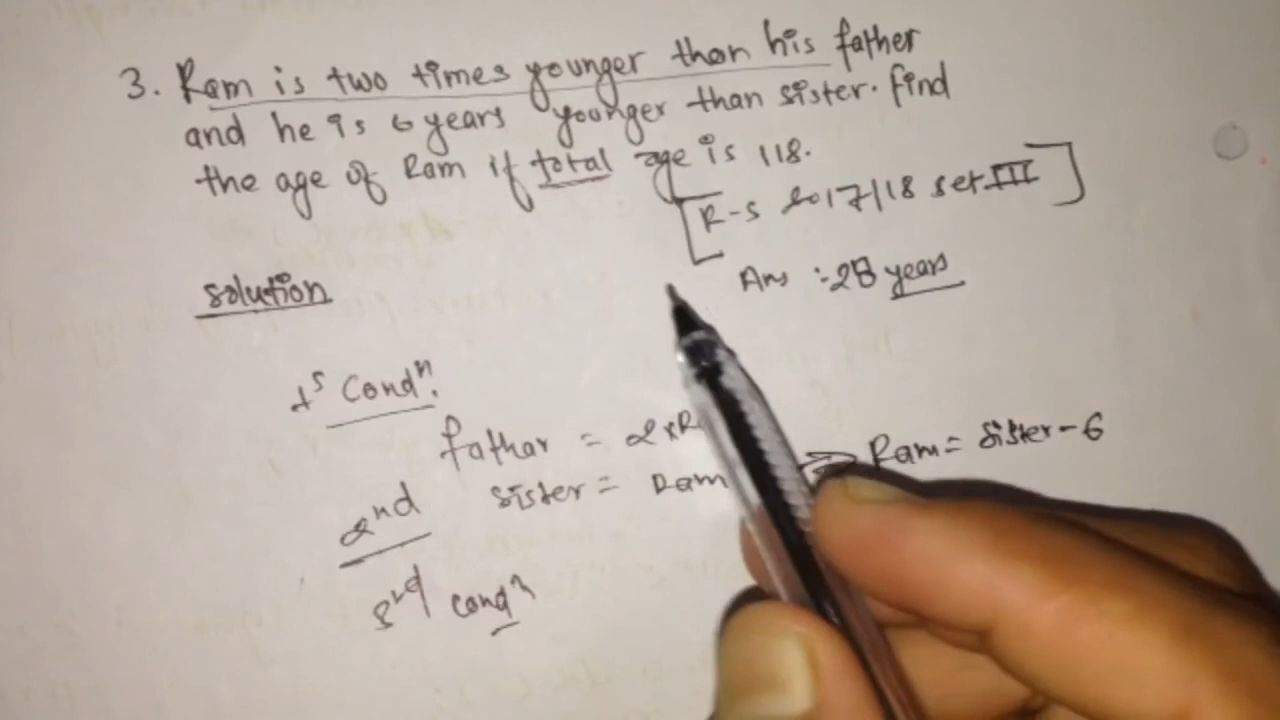 3. Ram is two times younger than his father
and he is 6 years younger than sister. find
the age of Ram if total age is 118.
[R-S 2017/18 set III]
Ans :- 28 years
solution
1s Condn.
father = 2×R
sister = Ram
Ram = sister - 6
2nd
3rd condn